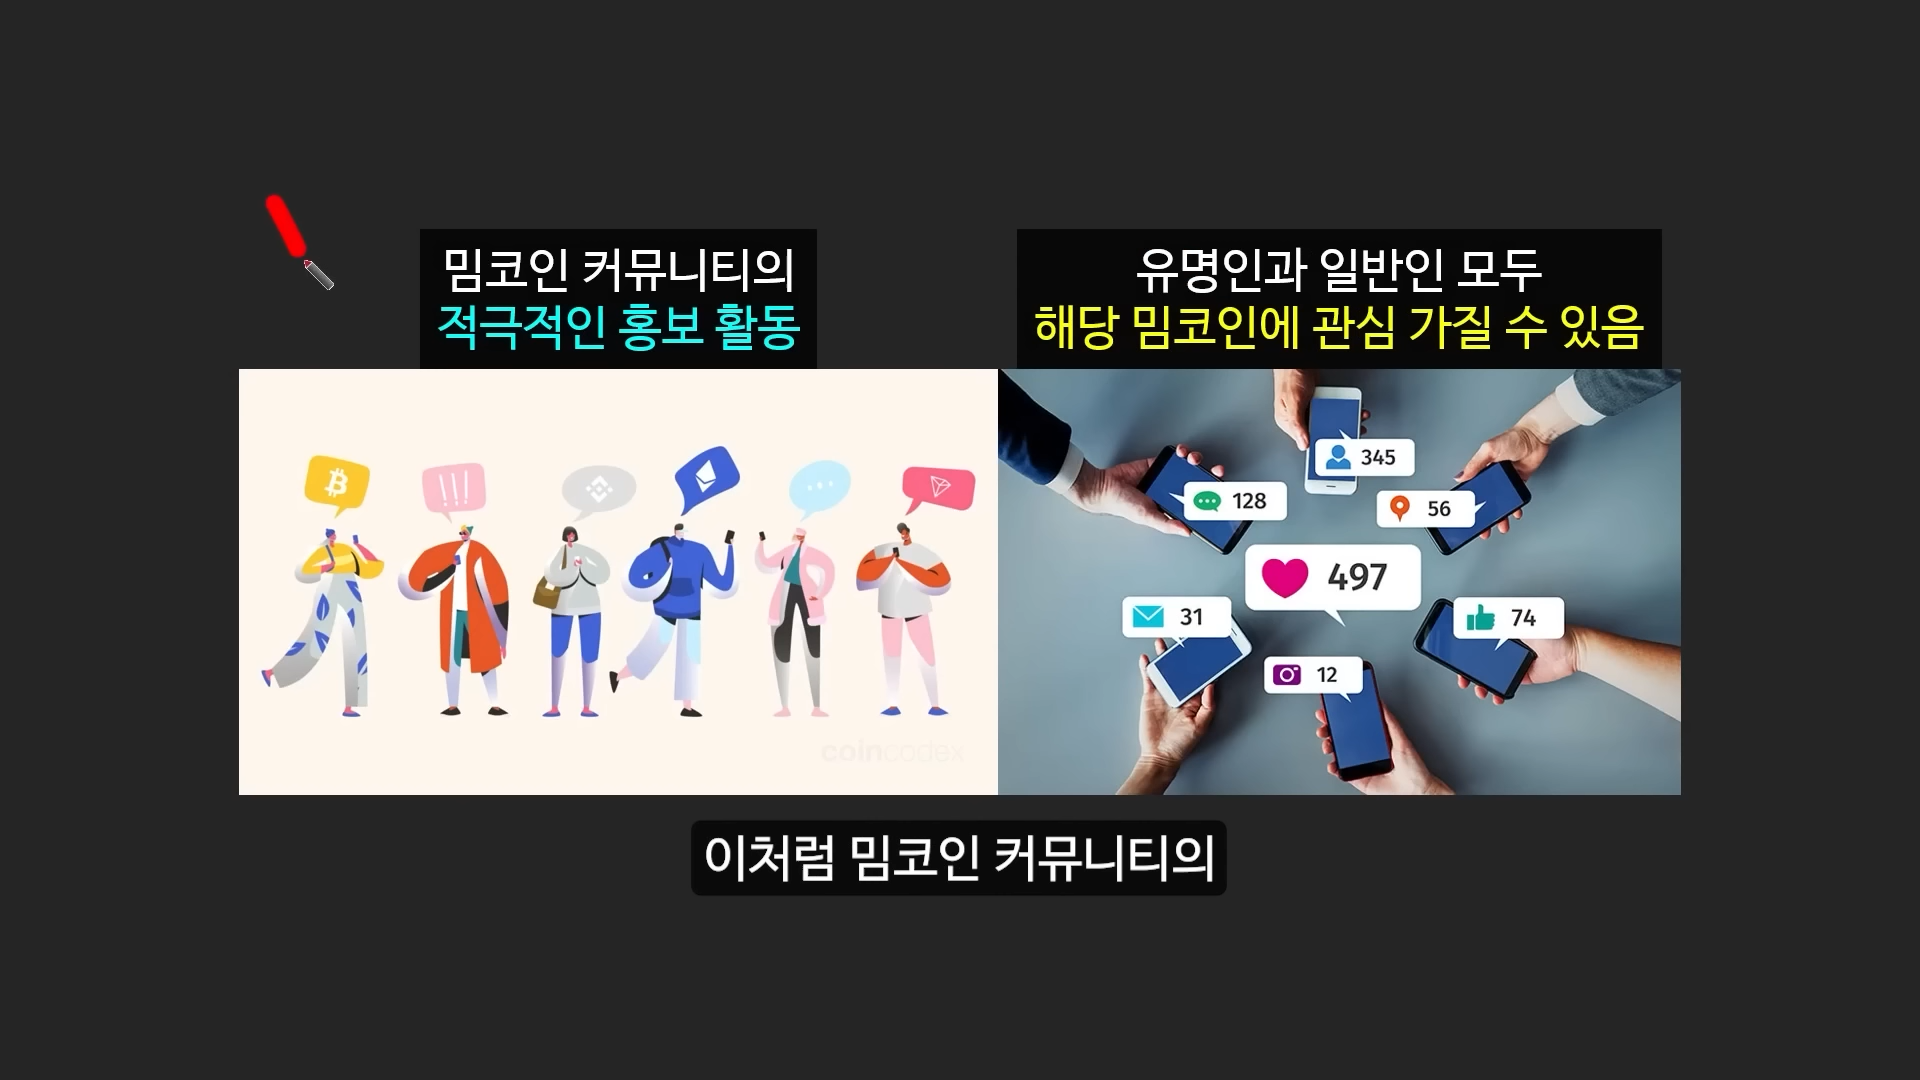 밈코인 커뮤니티의
적극적인 홍보 활동
유명인과 일반인 모두
해당 밈코인에 관심 가질 수 있음
!!!
coincodex
345
128
56
497
31
74
12
이처럼 밈코인 커뮤니티의